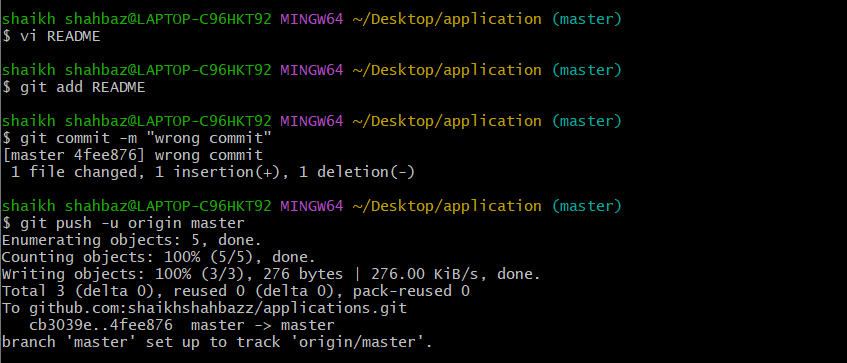 shaikh shahbaz@LAPTOP-C96HKT92 MINGW64 ~/Desktop/application (master)
$ vi README
shaikh shahbaz@LAPTOP-C96HKT92 MINGW64 ~/Desktop/application (master)
$ git add README
shaikh shahbaz@LAPTOP-C96HKT92 MINGW64 ~/Desktop/application (master)
$ git commit -m "wrong commit"
[master 4fee876] wrong commit
 1 file changed, 1 insertion(+), 1 deletion(-)
shaikh shahbaz@LAPTOP-C96HKT92 MINGW64 ~/Desktop/application (master)
$ git push -u origin master
Enumerating objects: 5, done.
Counting objects: 100% (5/5), done.
Writing objects: 100% (3/3), 276 bytes | 276.00 KiB/s, done.
Total 3 (delta 0), reused 0 (delta 0), pack-reused 0
To github.com:shaikhshahbazz/applications.git
   cb3039e..4fee876  master -> master
branch 'master' set up to track 'origin/master'.